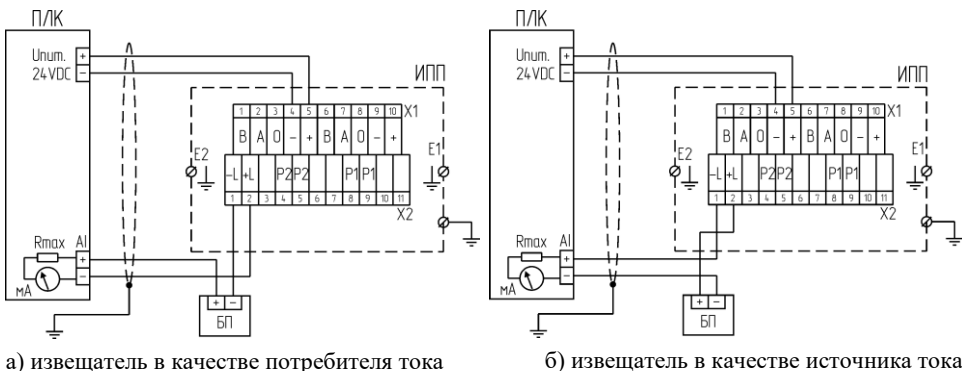 П/ЛК
Uпит.
24VDC
+
−
ИПП
1 2 3 4 5 6 7 8 9 10
X1
B A 0 − + B A 0 − +
E2
E1
−L +L P2 P2 P1 P1
1 2 3 4 5 6 7 8 9 10 11
X2
Rmax
AI
+
−
мА
+ −
БП
а) извещатель в качестве потребителя тока
П/ЛК
Uпит.
24VDC
+
−
ИПП
1 2 3 4 5 6 7 8 9 10
X1
B A 0 − + B A 0 − +
E2
E1
−L +L P2 P2 P1 P1
1 2 3 4 5 6 7 8 9 10 11
X2
Rmax
AI
+
−
мА
+ −
БП
б) извещатель в качестве источника тока